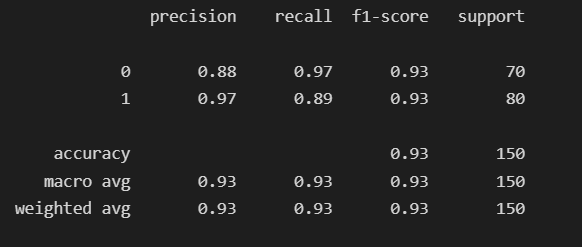 precision recall f1-score support
0 0.88 0.97 0.93 70
1 0.97 0.89 0.93 80
accuracy 0.93 150
macro avg 0.93 0.93 0.93 150
weighted avg 0.93 0.93 0.93 150